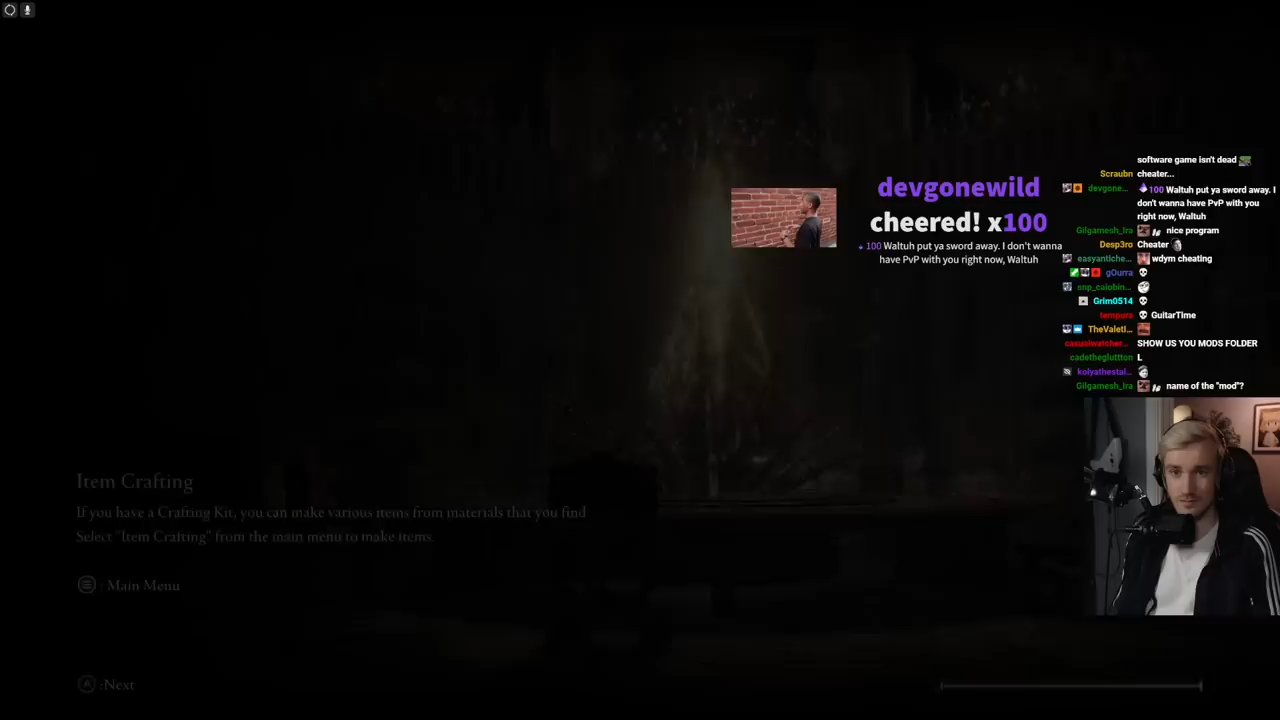 devgonewild
cheered! x100
100 Waltuh put ya sword away. I don't wanna
have PvP with you right now, Waltuh
software game isn't dead
Scraubn cheater...
devgone... 100 Waltuh put ya sword away. I
don't wanna have PvP with you
right now, Waltuh
Gilgamesh_Ira nice program
Desp3ro Cheater
easyantiche... wdym cheating
gOurra
snp_calobin...
Grim0514
tempura GuitarTime
TheValeti...
casualwatcher... SHOW US YOU MODS FOLDER
cadethegluttton L
kolyathestal...
Gilgamesh_Ira name of the "mod"?
Item Crafting
If you have a Crafting Kit, you can make various items from materials that you find
Select "Item Crafting" from the main menu to make items.
: Main Menu
A :Next